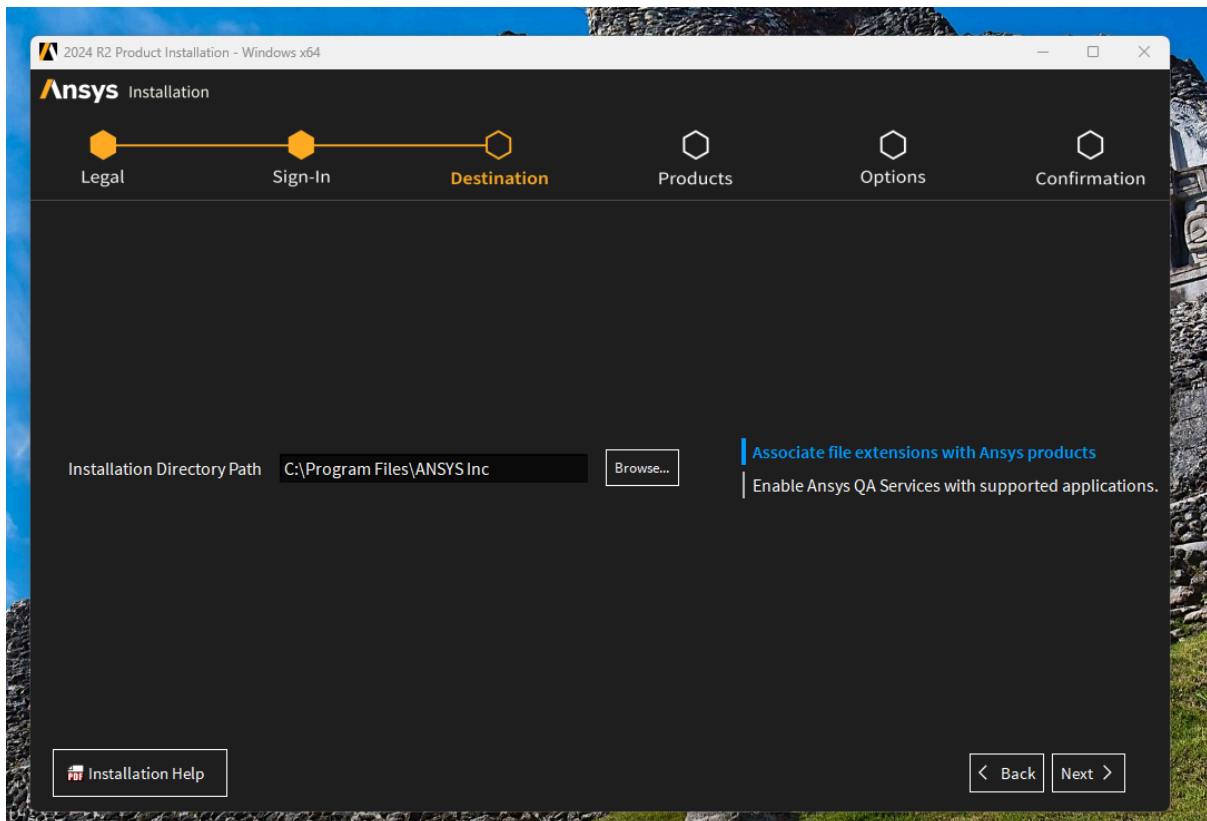 2024 R2 Product Installation - Windows x64
Ansys Installation
Legal Sign-In Destination Products Options Confirmation
Associate file extensions with Ansys products
Installation Directory Path C:\Program Files\ANSYS Inc Browse...
Enable Ansys QA Services with supported applications.
PDF Installation Help Back Next